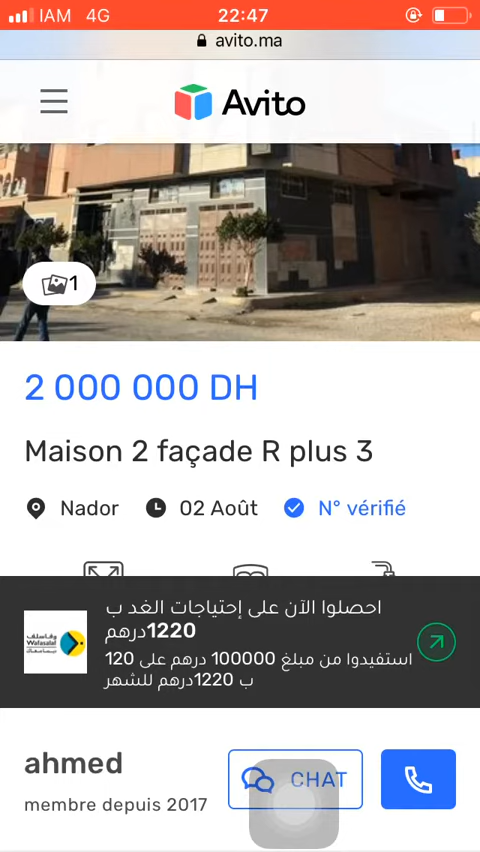 IAM 4G 22:47
avito.ma
Avito
1
2 000 000 DH
Maison 2 façade R plus 3
Nador 02 Août N° vérifié
احصلوا الآن على إحتياجات الغد ب
1220درهم
استفيدوا من مبلغ 100000 درهم على 120
ب 1220درهم للشهر
وفاسلف
Wafasalaf
ahmed
CHAT
membre depuis 2017